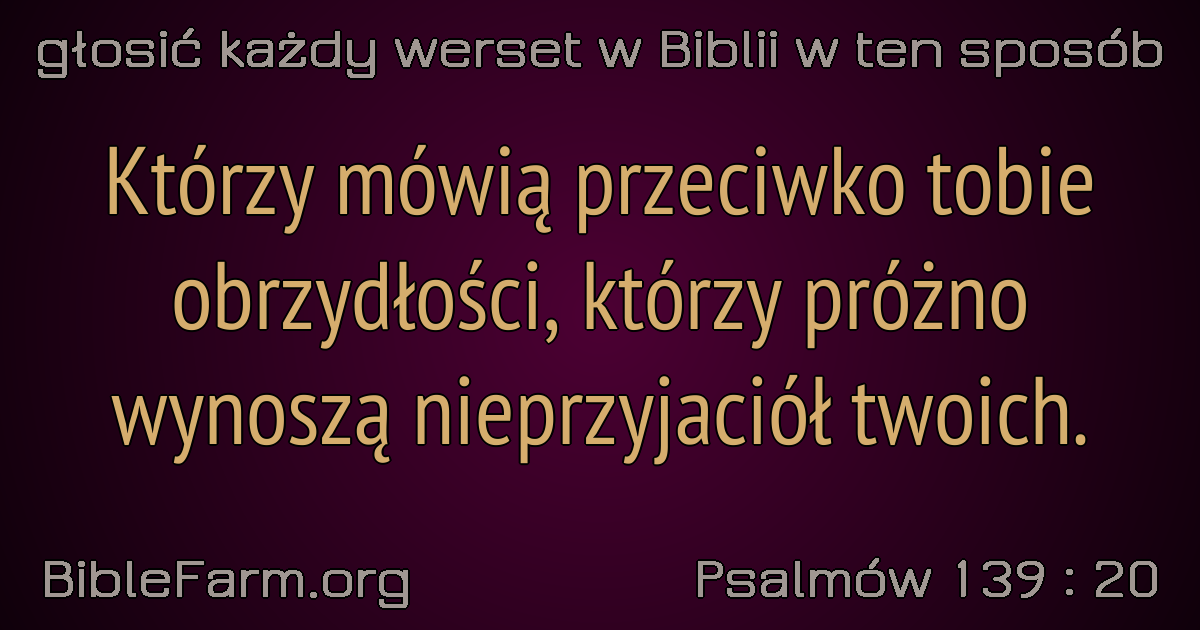 głosić każdy werset w Biblii w ten sposób
Którzy mówią przeciwko tobie
obrzydłości, którzy próżno
wynoszą nieprzyjaciół twoich.
BibleFarm.org
Psalmów 139 : 20